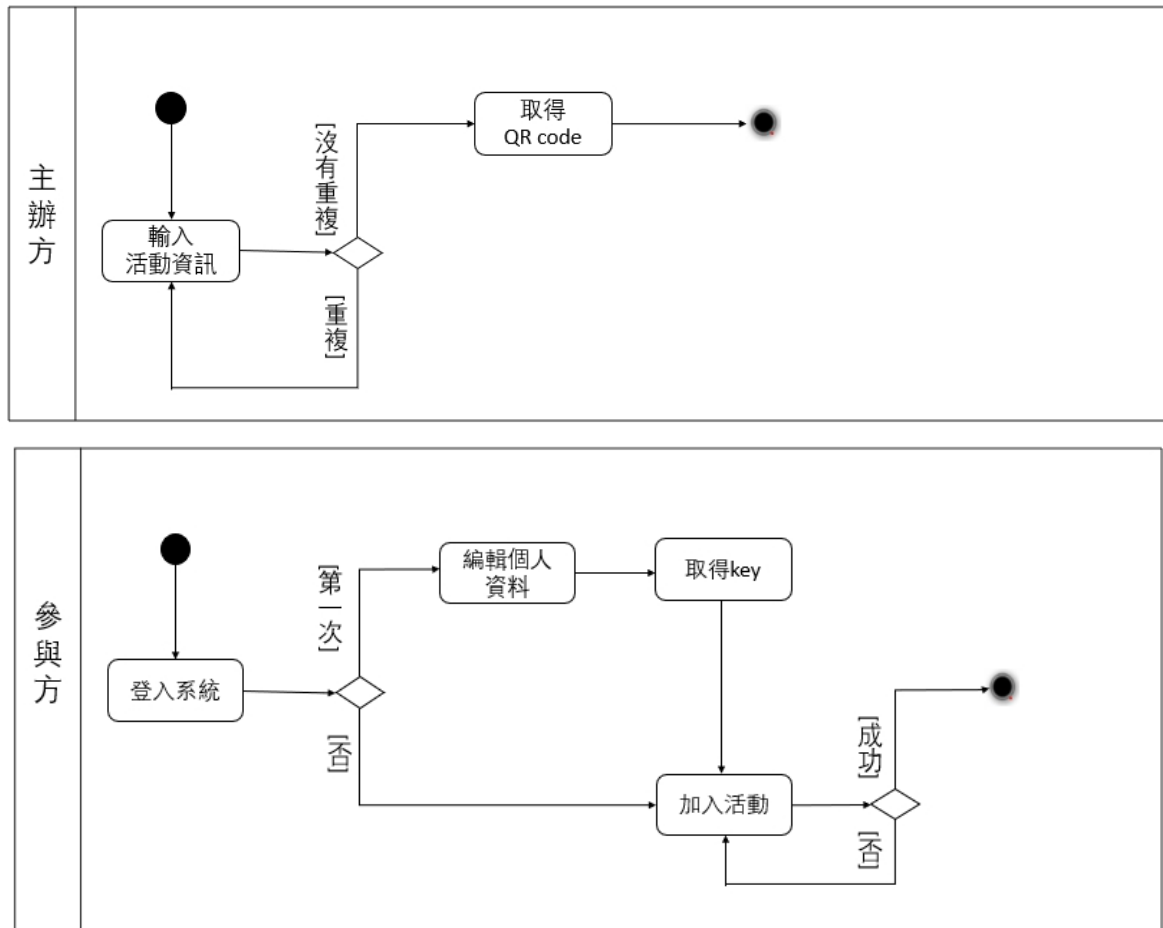 主辦方
輸入
活動資訊
[沒有重複]
[重複]
取得
QR code
參與方
登入系統
[第一次]
[否]
編輯個人
資料
取得key
加入活動
[成功]
[否]